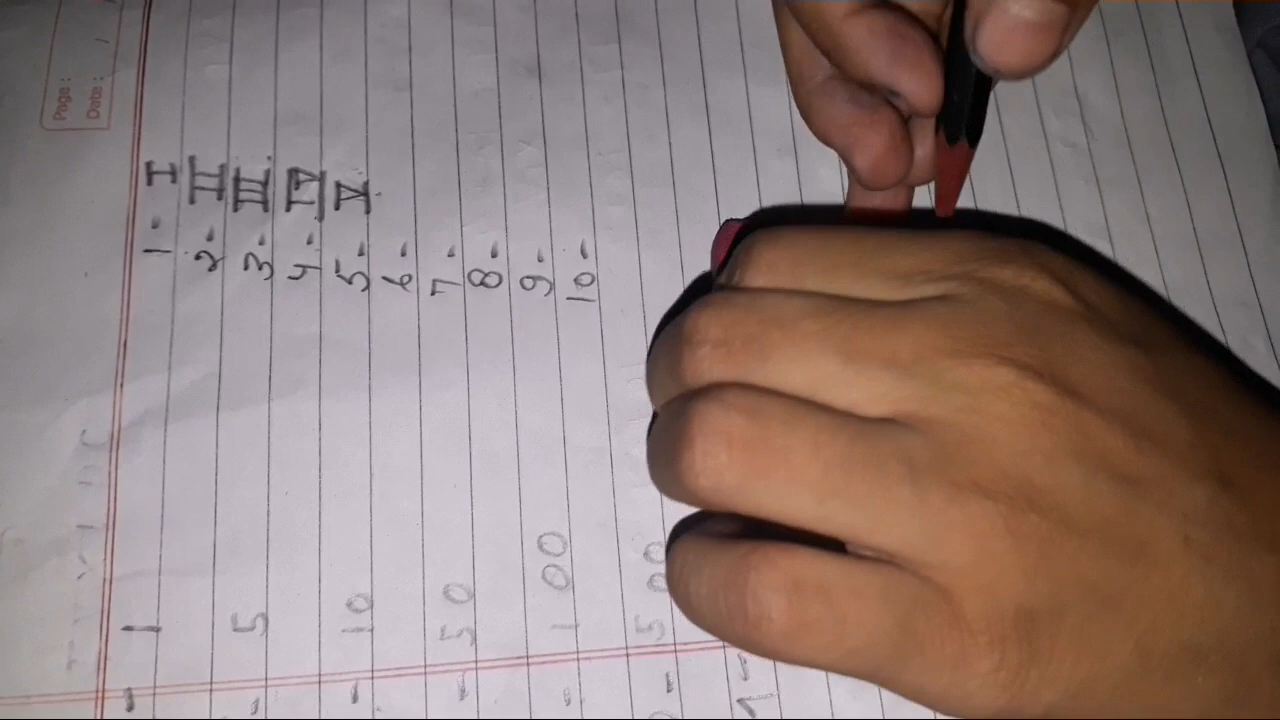 Page:
Date:
1- I
2- II
3- III
4- IV
5- V
6-
7-
8-
9-
10-
- 1
- 5
- 10
- 50
- 100
- 500